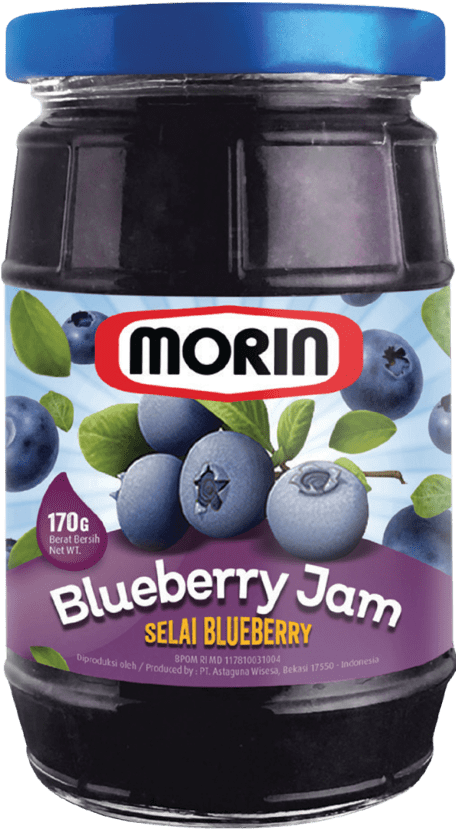 MORIN
170G
Berat Bersih
Net WT.
Blueberry Jam
SELAI BLUEBERRY
BPOM RI MD 117810031004
Diproduksi oleh / Produced by : PT. Astaguna Wisesa, Bekasi 17550 - Indonesia